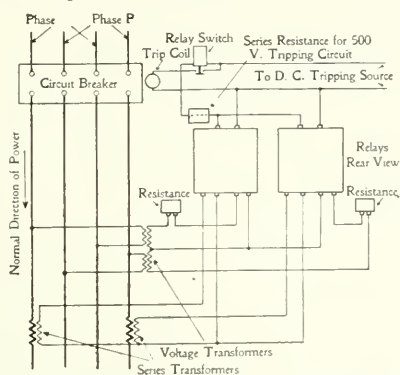 Phase
Phase P
Relay Switch
Trip Coil
Series Resistance for 500
V. Tripping Circuit
To D. C. Tripping Source
Circuit Breaker
Relays
Rear View
Resistance
Resistance
Normal Direction of Power
Voltage Transformers
Series Transformers